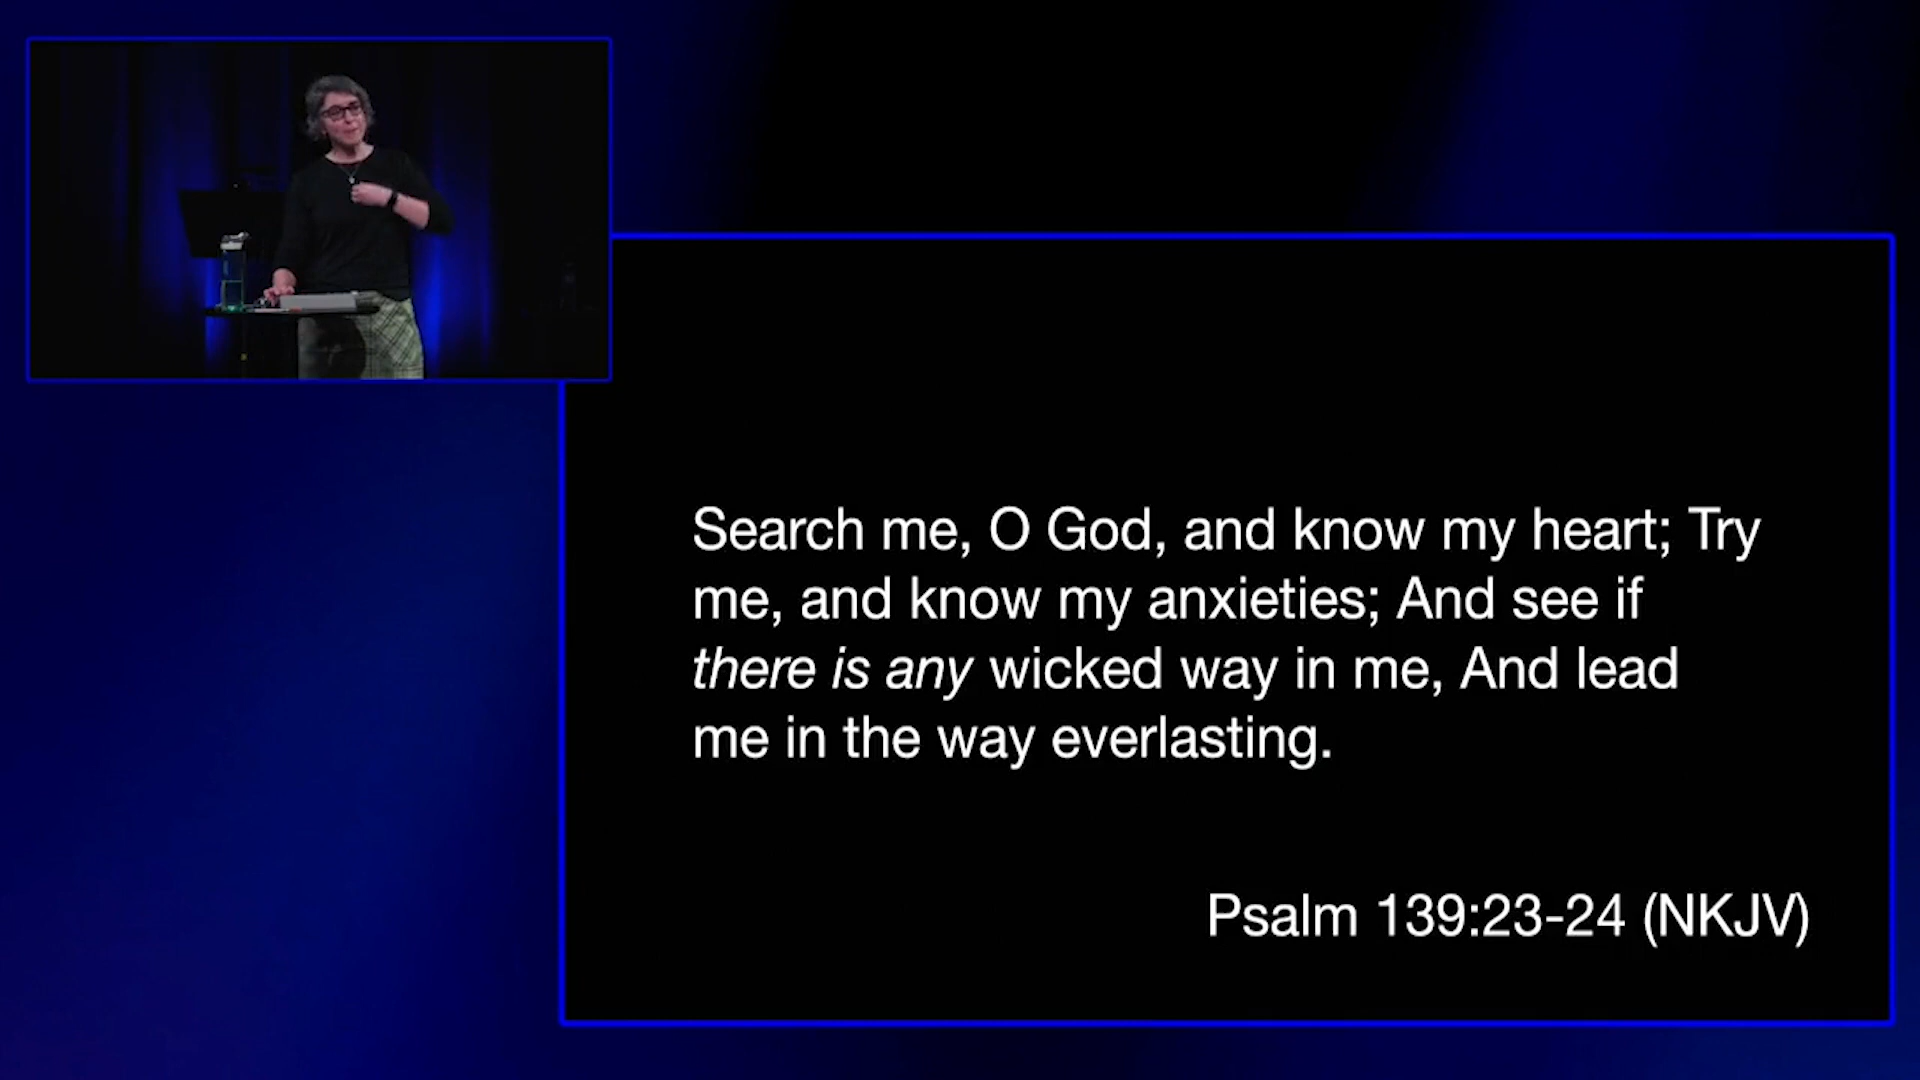 Search me, O God, and know my heart; Try
me, and know my anxieties; And see if
there is any wicked way in me, And lead
me in the way everlasting.
Psalm 139:23-24 (NKJV)